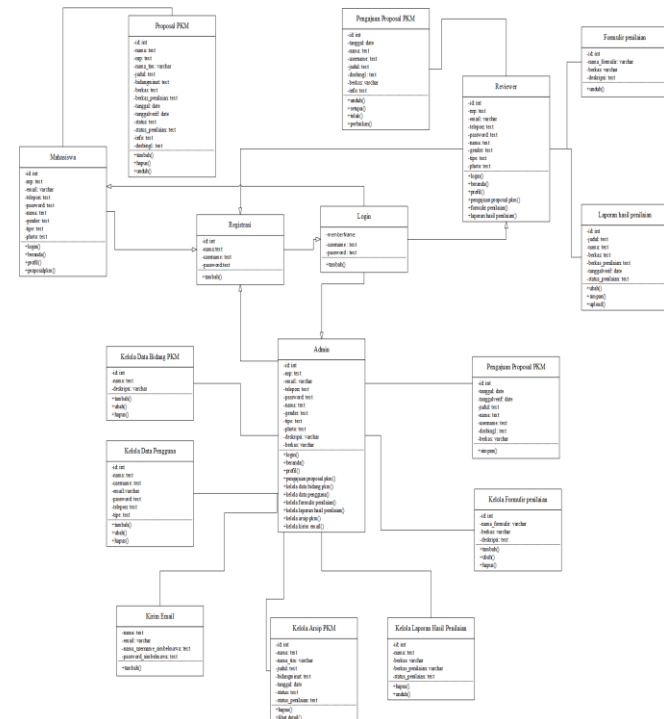 Proposal PKM
-id: int
-nama: text
-nrp: text
-nama_tim: varchar
-judul: text
-bidangminat: text
-berkas: text
-berkas_penilaian: text
-tanggal: date
-tanggalverif: date
-status: text
-status_penilaian: text
-info: text
-dosbing1: text
+tambah()
+hapus()
+unduh()
Pengajuan Proposal PKM
-id: int
-tanggal: date
-nama: text
-username: text
-judul: text
-dosbing1: text
-berkas: varchar
-info: text
+unduh()
+setujui()
+tolak()
+perbaikan()
Formulir penilaian
-id: int
-nama_formulir: varchar
-berkas: varchar
-deskripsi: text
+unduh()
Reviewer
-id: int
-nrp: text
-email: varchar
-telepon: text
-password: text
-nama: text
-gender: text
-tipe: text
-photo: text
+login()
+beranda()
+profil()
+pengajuan proposal pkm()
+formulir penilaian()
+laporan hasil penilaian()
Mahasiswa
-id: int
-nrp: text
-email: varchar
-telepon: text
-password: text
-nama: text
-gender: text
-tipe: text
-photo: text
+login()
+beranda()
+profil()
+proposalpkm()
Registrasi
-id: int
-nama:text
-username: text
-password:text
+tambah()
Login
-memberName
-username : text
-password : text
+tambah()
Laporan hasil penilaian
-id: int
-judul: text
-nama: text
-berkas: text
-berkas_penilaian: text
-tanggalverif: date
-status_penilaian: text
+ubah()
+simpan()
+upload()
Admin
-id: int
-nrp: text
-email: varchar
-telepon: text
-password: text
-nama: text
-gender: text
-tipe: text
-photo: text
-deskripsi: varchar
-berkas: varchar
+login()
+beranda()
+profil()
+pengajuan proposal pkm()
+kelola data bidang pkm()
+kelola data pengguna()
+kelola formulir penilaian()
+kelola laporan hasil penilaian()
+kelola arsip pkm()
+kelola kirim email()
Kelola Data Bidang PKM
-id: int
-nama: text
-deskripsi: varchar
+tambah()
+ubah()
+hapus()
Pengajuan Proposal PKM
-id: int
-tanggal: date
-tanggalverif: date
-judul: text
-nama: text
-username: text
-dosbing1: text
-berkas: varchar
+simpan()
Kelola Data Pengguna
-id: int
-nama: text
-username: text
-email: varchar
-password: text
-telepon: text
-tipe: text
+tambah()
+ubah()
+hapus()
Kelola Formulir penilaian
-id: int
-nama_formulir: varchar
-berkas: varchar
-deskripsi: text
+tambah()
+ubah()
+hapus()
Kirim Email
-nama: text
-email: varchar
+tambah()
Kelola Arsip PKM
-id: int
-nama: text
-nama_tim: varchar
-judul: text
-bidangminat: text
-tanggal: date
-status: text
-status_penilaian: text
+hapus()
+lihat detail()
Kelola Laporan Hasil Penilaian
-id: int
-nama: text
-berkas: varchar
-berkas_penilaian: varchar
-status_penilaian: text
+hapus()
+unduh()